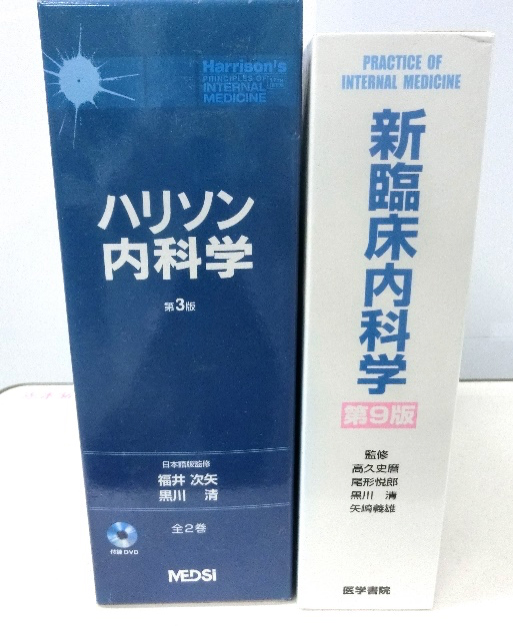 Harrison's
PRINCIPLES OF
INTERNAL
MEDICINE
ハリソン
内科学
第3版
日本語版監修
福井 次矢
黒川 清
全2巻
付録DVD
MEDSi
PRACTICE OF
INTERNAL MEDICINE
新臨床内科学
第9版
監修
高久史麿
尾形悦郎
黒川 清
矢﨑義雄
医学書院